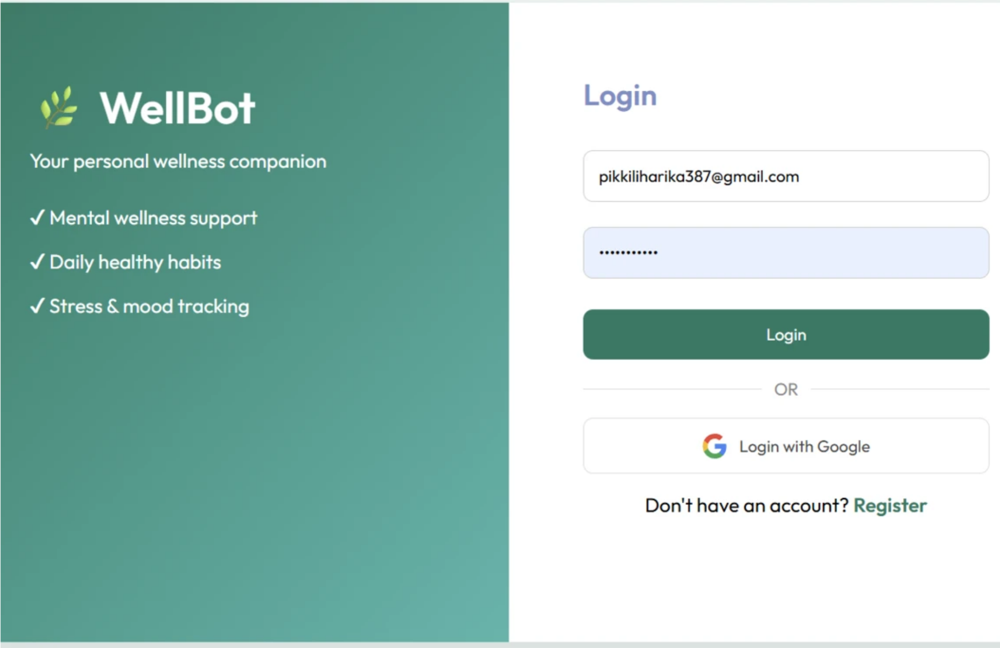 WellBot
Your personal wellness companion
✓ Mental wellness support
✓ Daily healthy habits
✓ Stress & mood tracking
Login
pikkiliharika387@gmail.com
•••••••••••
Login
OR
Login with Google
Don't have an account? Register